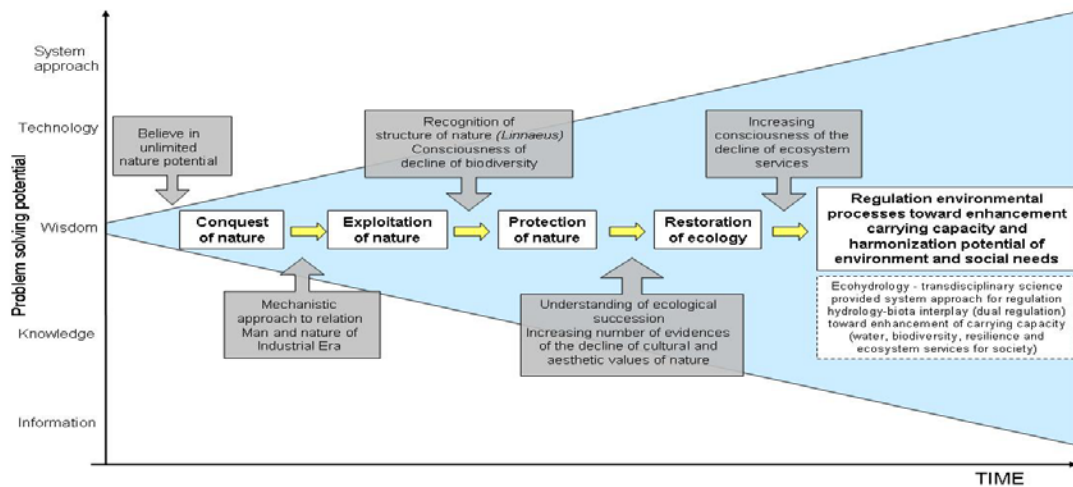 Problem solving potential
System
approach
Technology
Wisdom
Knowledge
Information
Believe in
unlimited
nature potential
Recognition of
structure of nature (Linnaeus)
Consciousness of
decline of biodiversity
Increasing
consciousness of the
decline of ecosystem
services
Conquest
of nature
Exploitation
of nature
Protection
of nature
Restoration
of ecology
Regulation environmental
processes toward enhancement
carrying capacity and
harmonization potential of
environment and social needs
Mechanistic
approach to relation
Man and nature of
Industrial Era
Understanding of ecological
succession
Increasing number of evidences
of the decline of cultural and
aesthetic values of nature
Ecohydrology - transdisciplinary science
provided system approach for regulation
hydrology-biota interplay (dual regulation)
toward enhancement of carrying capacity
(water, biodiversity, resilience and
ecosystem services for society)
TIME